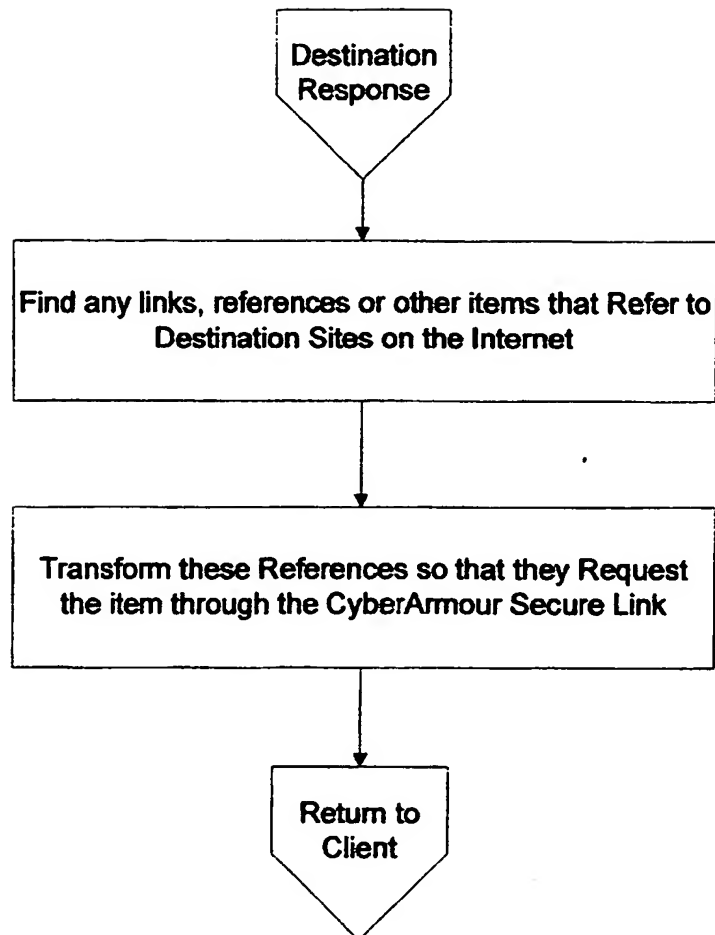 Destination
Response
Find any links, references or other items that Refer to
Destination Sites on the Internet
Transform these References so that they Request
the item through the CyberArmour Secure Link
Return to
Client